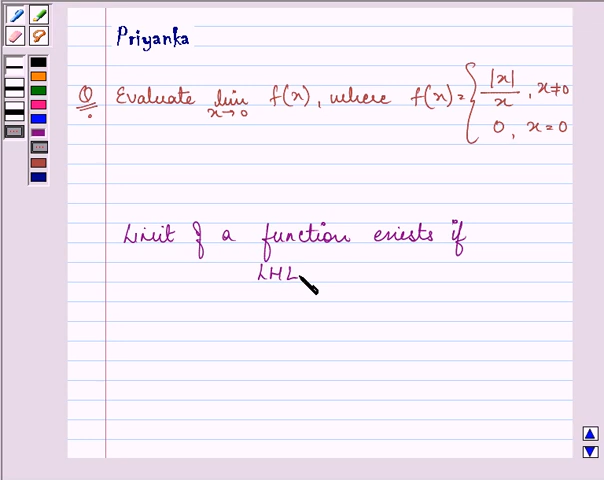 Priyanka
Q Evaluate lim x→0 f(x), where f(x) = { |x|/x , x≠0
0 , x=0
Limit of a function exists if
LHL